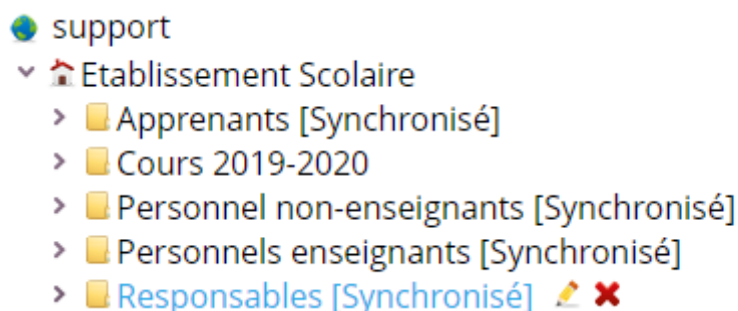 support
Etablissement Scolaire
Apprenants [Synchronisé]
Cours 2019-2020
Personnel non-enseignants [Synchronisé]
Personnels enseignants [Synchronisé]
Responsables [Synchronisé]